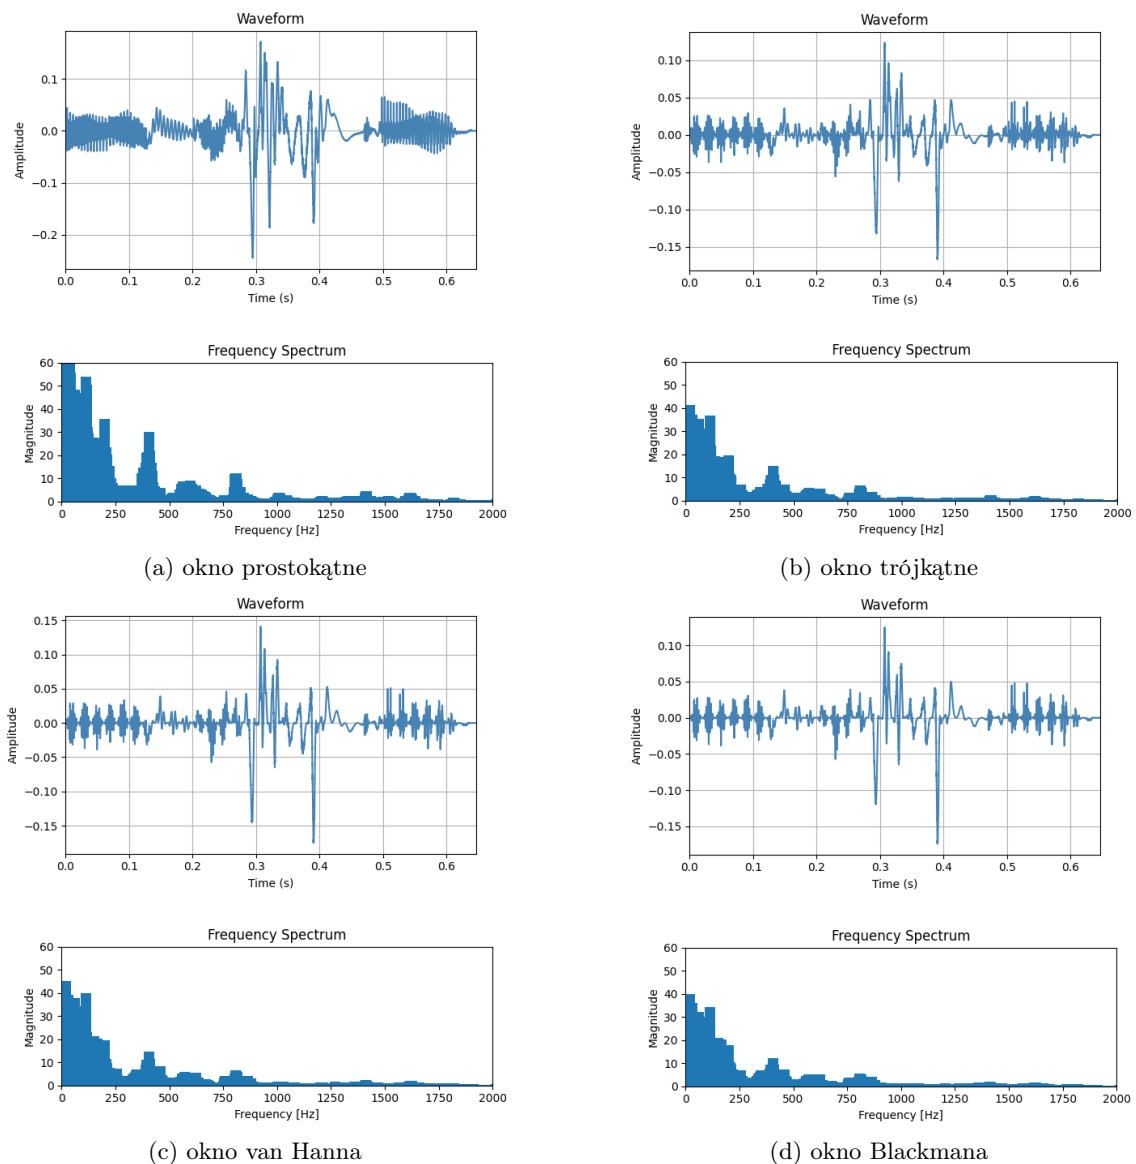 Waveform
0.1
0.0
−0.1
−0.2
Amplitude
0.0 0.1 0.2 0.3 0.4 0.5 0.6
Time (s)
Frequency Spectrum
60
50
40
30
20
10
0
Magnitude
0 250 500 750 1000 1250 1500 1750 2000
Frequency [Hz]
(a) okno prostokątne
Waveform
0.10
0.05
0.00
−0.05
−0.10
−0.15
Amplitude
0.0 0.1 0.2 0.3 0.4 0.5 0.6
Time (s)
Frequency Spectrum
60
50
40
30
20
10
0
Magnitude
0 250 500 750 1000 1250 1500 1750 2000
Frequency [Hz]
(b) okno trójkątne
Waveform
0.15
0.10
0.05
0.00
−0.05
−0.10
−0.15
Amplitude
0.0 0.1 0.2 0.3 0.4 0.5 0.6
Time (s)
Frequency Spectrum
60
50
40
30
20
10
0
Magnitude
0 250 500 750 1000 1250 1500 1750 2000
Frequency [Hz]
(c) okno van Hanna
Waveform
0.10
0.05
0.00
−0.05
−0.10
−0.15
Amplitude
0.0 0.1 0.2 0.3 0.4 0.5 0.6
Time (s)
Frequency Spectrum
60
50
40
30
20
10
0
Magnitude
0 250 500 750 1000 1250 1500 1750 2000
Frequency [Hz]
(d) okno Blackmana